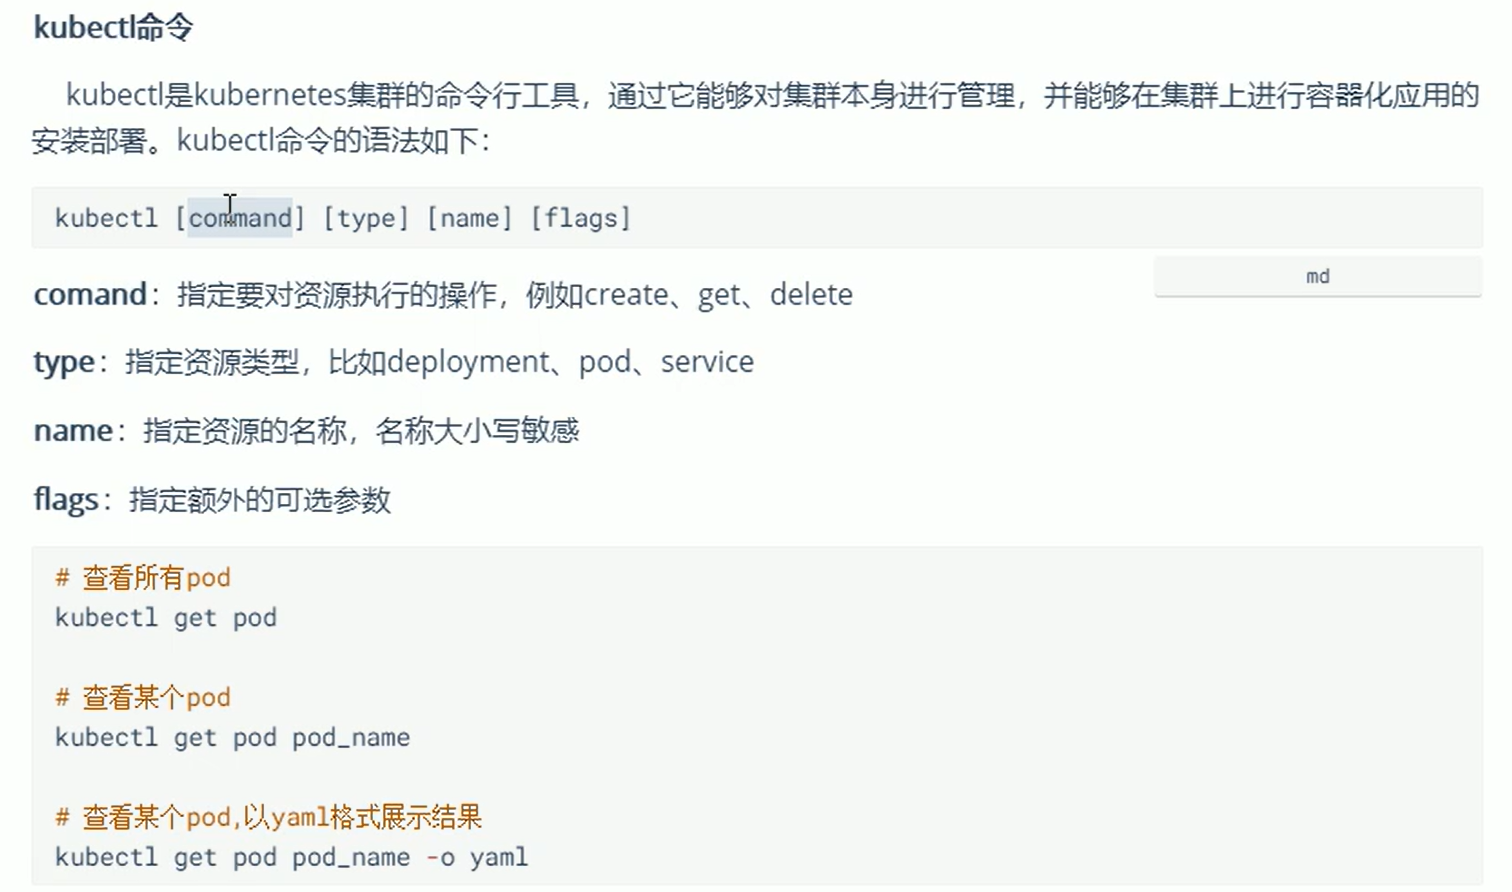 kubectl命令
kubectl是kubernetes集群的命令行工具，通过它能够对集群本身进行管理，并能够在集群上进行容器化应用的
安装部署。kubectl命令的语法如下：
kubectl [command] [type] [name] [flags]
md
comand：指定要对资源执行的操作，例如create、get、delete
type：指定资源类型，比如deployment、pod、service
name：指定资源的名称，名称大小写敏感
flags：指定额外的可选参数
# 查看所有pod
kubectl get pod
# 查看某个pod
kubectl get pod pod_name
# 查看某个pod,以yaml格式展示结果
kubectl get pod pod_name -o yaml